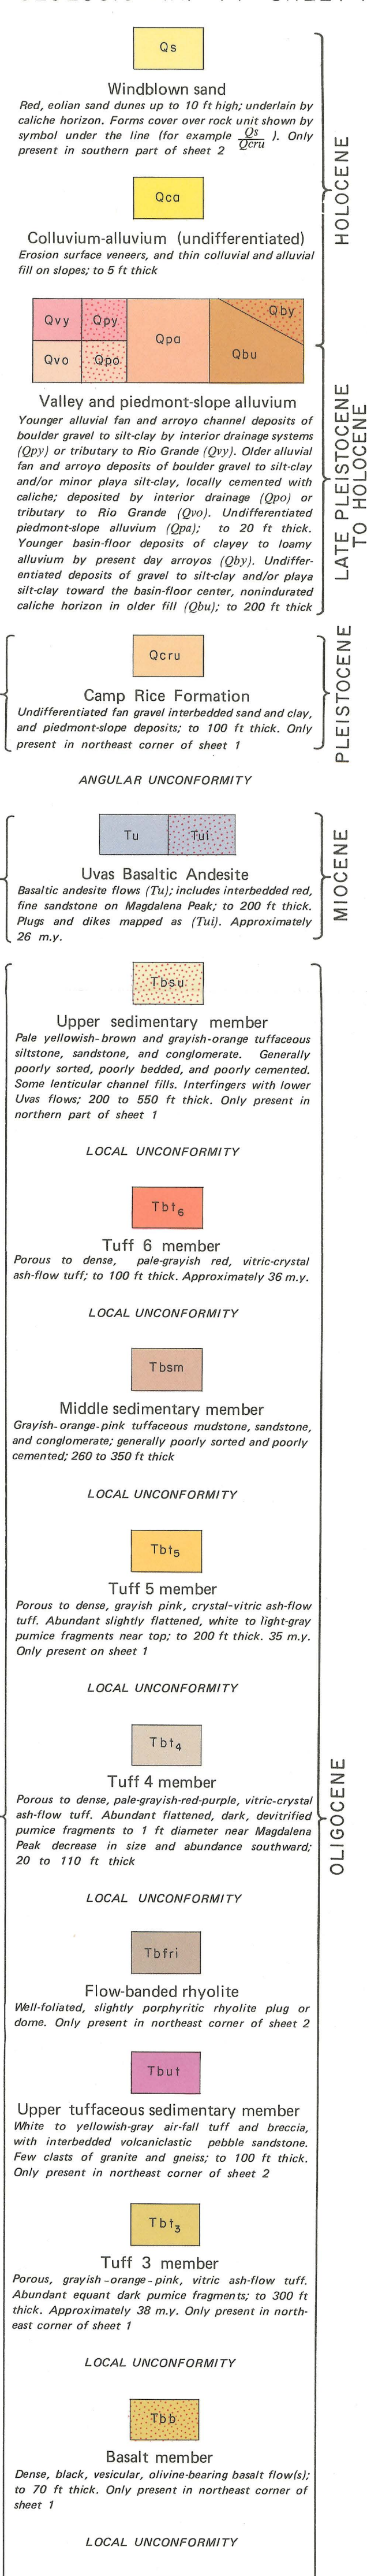 Qs
Windblown sand
Red, eolian sand dunes up to 10 ft high; underlain by
caliche horizon. Forms cover over rock unit shown by
symbol under the line (for example Qs/Qcru ). Only
present in southern part of sheet 2
HOLOCENE
Qca
Colluvium-alluvium (undifferentiated)
Erosion surface veneers, and thin colluvial and alluvial
fill on slopes; to 5 ft thick
Qvy Qpy Qpa Qby
Qvo Qpo Qbu
Valley and piedmont-slope alluvium
Younger alluvial fan and arroyo channel deposits of
boulder gravel to silt-clay by interior drainage systems
(Qpy) or tributary to Rio Grande (Qvy). Older alluvial
fan and arroyo deposits of boulder gravel to silt-clay
and/or minor playa silt-clay, locally cemented with
caliche; deposited by interior drainage (Qpo) or
tributary to Rio Grande (Qvo). Undifferentiated
piedmont-slope alluvium (Qpa); to 20 ft thick.
Younger basin-floor deposits of clayey to loamy
alluvium by present day arroyos (Qby). Undiffer-
entiated deposits of gravel to silt-clay and/or playa
silt-clay toward the basin-floor center, nonindurated
caliche horizon in older fill (Qbu); to 200 ft thick
LATE PLEISTOCENE
TO HOLOCENE
Qcru
Camp Rice Formation
Undifferentiated fan gravel interbedded sand and clay,
and piedmont-slope deposits; to 100 ft thick. Only
present in northeast corner of sheet 1
PLEISTOCENE
ANGULAR UNCONFORMITY
Tu Tui
Uvas Basaltic Andesite
Basaltic andesite flows (Tu); includes interbedded red,
fine sandstone on Magdalena Peak; to 200 ft thick.
Plugs and dikes mapped as (Tui). Approximately
26 m.y.
MIOCENE
Tbsu
Upper sedimentary member
Pale yellowish-brown and grayish-orange tuffaceous
siltstone, sandstone, and conglomerate. Generally
poorly sorted, poorly bedded, and poorly cemented.
Some lenticular channel fills. Interfingers with lower
Uvas flows; 200 to 550 ft thick. Only present in
northern part of sheet 1
LOCAL UNCONFORMITY
Tbt6
Tuff 6 member
Porous to dense, pale-grayish red, vitric-crystal
ash-flow tuff; to 100 ft thick. Approximately 36 m.y.
LOCAL UNCONFORMITY
Tbsm
Middle sedimentary member
Grayish-orange-pink tuffaceous mudstone, sandstone,
and conglomerate; generally poorly sorted and poorly
cemented; 260 to 350 ft thick
LOCAL UNCONFORMITY
Tbt5
Tuff 5 member
Porous to dense, grayish pink, crystal-vitric ash-flow
tuff. Abundant slightly flattened, white to light-gray
pumice fragments near top; to 200 ft thick. 35 m.y.
Only present on sheet 1
LOCAL UNCONFORMITY
Tbt4
Tuff 4 member
Porous to dense, pale-grayish-red-purple, vitric-crystal
ash-flow tuff. Abundant flattened, dark, devitrified
pumice fragments to 1 ft diameter near Magdalena
Peak decrease in size and abundance southward;
20 to 110 ft thick
OLIGOCENE
LOCAL UNCONFORMITY
Tbfri
Flow-banded rhyolite
Well-foliated, slightly porphyritic rhyolite plug or
dome. Only present in northeast corner of sheet 2
Tbut
Upper tuffaceous sedimentary member
White to yellowish-gray air-fall tuff and breccia,
with interbedded volcaniclastic pebble sandstone.
Few clasts of granite and gneiss; to 100 ft thick.
Only present in northeast corner of sheet 2
Tbt3
Tuff 3 member
Porous, grayish-orange-pink, vitric ash-flow tuff.
Abundant equant dark pumice fragments; to 300 ft
thick. Approximately 38 m.y. Only present in north-
east corner of sheet 1
LOCAL UNCONFORMITY
Tbb
Basalt member
Dense, black, vesicular, olivine-bearing basalt flow(s);
to 70 ft thick. Only present in northeast corner of
sheet 1
LOCAL UNCONFORMITY